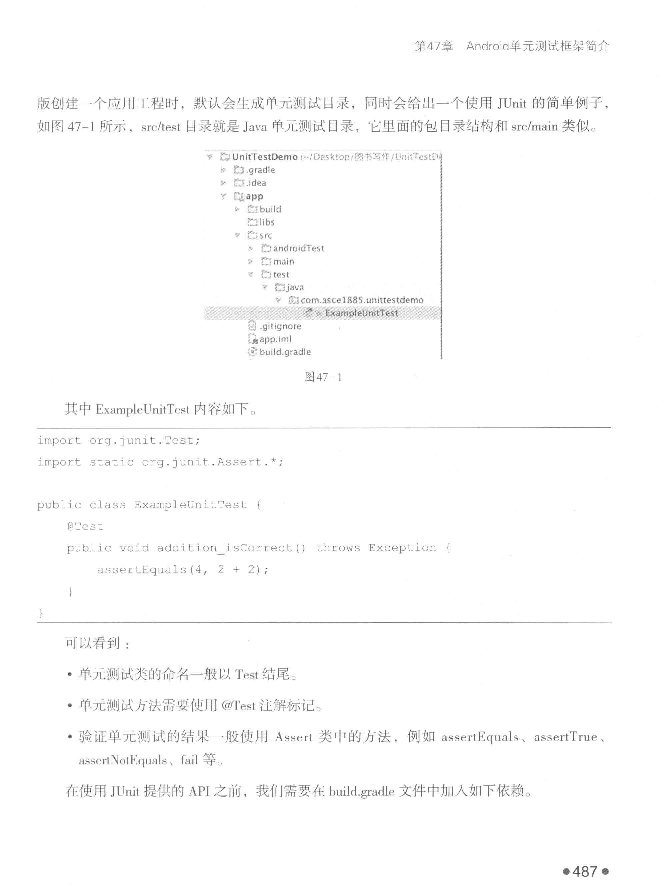 第47章 Android单元测试框架简介
版创建一个应用工程时，默认会生成单元测试目录，同时会给出一个使用 JUnit 的简单例子，
如图 47-1 所示，src/test 目录就是 Java 单元测试目录，它里面的包目录结构和 src/main 类似。
UnitTestDemo (~/Desktop/图书写作/UnitTestD
.gradle
.idea
app
build
libs
src
androidTest
main
test
java
com.asce1885.unittestdemo
ExampleUnitTest
.gitignore
app.iml
build.gradle
图47-1
其中 ExampleUnitTest 内容如下。
import org.junit.Test;
import static org.junit.Assert.*;
public class ExampleUnitTest {
@Test
public void addition_isCorrect() throws Exception {
assertEquals(4, 2 + 2);
}
}
可以看到：
• 单元测试类的命名一般以 Test 结尾。
• 单元测试方法需要使用 @Test 注解标记。
• 验证单元测试的结果一般使用 Assert 类中的方法，例如 assertEquals、assertTrue、
assertNotEquals、fail 等。
在使用 JUnit 提供的 API 之前，我们需要在 build.gradle 文件中加入如下依赖。
●487●